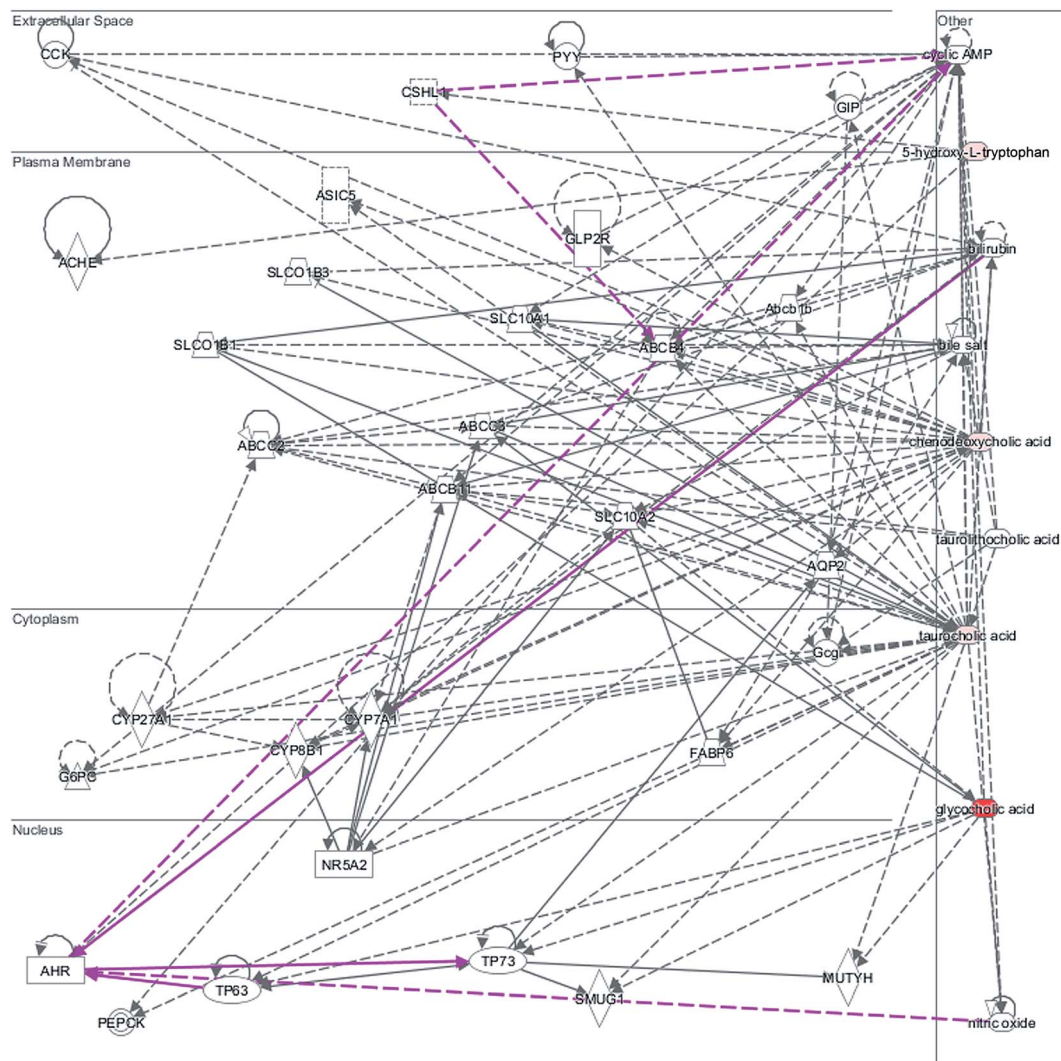 Extracellular Space
Other
CCK
PYY
cyclic AMP
CSHL1
GIP
5-hydroxy-L-tryptophan
Plasma Membrane
ASIC5
GLP2R
bilirubin
ACHE
SLCO1B3
Abcb1b
SLC10A1
SLCO1B1
ABCB4
bile salt
ABCC3
ABCC2
chenodeoxycholic acid
ABCB11
SLC10A2
taurolithocholic acid
AQP2
Cytoplasm
taurocholic acid
Gcg
CYP27A1
CYP7A1
CYP8B1
FABP6
G6PC
glycocholic acid
Nucleus
NR5A2
TP73
AHR
MUTYH
TP63
SMUG1
PEPCK
nitric oxide